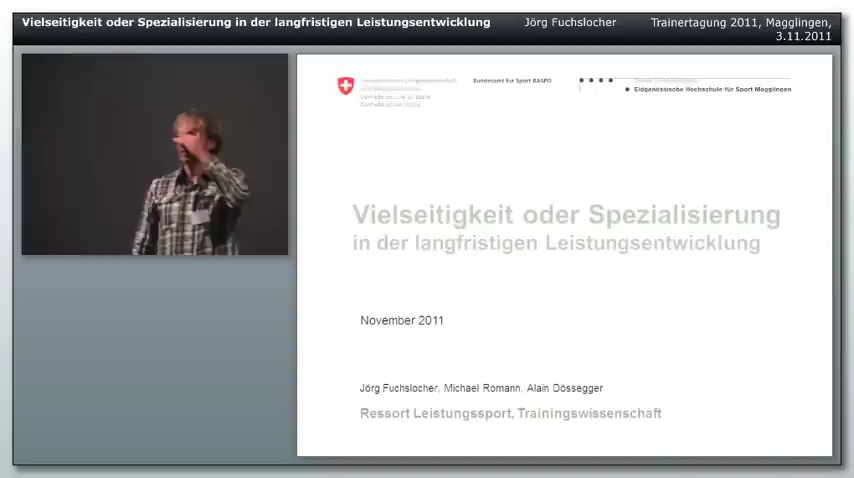 Vielseitigkeit oder Spezialisierung in der langfristigen Leistungsentwicklung Jörg Fuchslocher Trainertagung 2011, Magglingen,
3.11.2011
Bundesamt für Sport BASPO
Eidgenössische Hochschule für Sport Magglingen
Vielseitigkeit oder Spezialisierung
in der langfristigen Leistungsentwicklung
November 2011
Jörg Fuchslocher, Michael Romann. Alain Dössegger
Ressort Leistungssport, Trainingswissenschaft